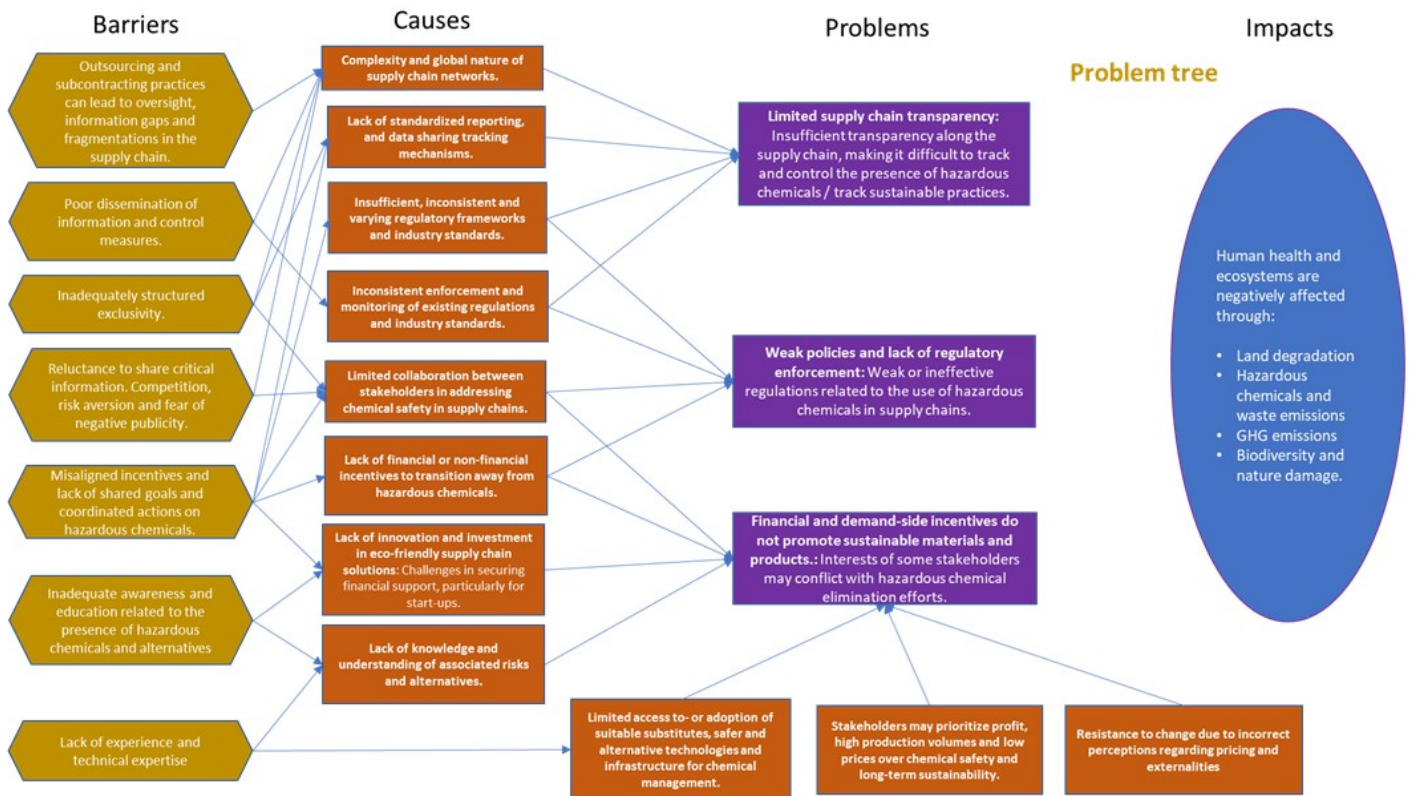 Barriers
Causes
Problems
Impacts
Problem tree
Outsourcing and
subcontracting practices
can lead to oversight,
information gaps and
fragmentations in the
supply chain.
Poor dissemination of
information and control
measures.
Inadequately structured
exclusivity.
Reluctance to share critical
information. Competition,
risk aversion and fear of
negative publicity.
Misaligned incentives and
lack of shared goals and
coordinated actions on
hazardous chemicals.
Inadequate awareness and
education related to the
presence of hazardous
chemicals and alternatives
Lack of experience and
technical expertise
Complexity and global nature of
supply chain networks.
Lack of standardized reporting,
and data sharing tracking
mechanisms.
Insufficient, inconsistent and
varying regulatory frameworks
and industry standards.
Inconsistent enforcement and
monitoring of existing regulations
and industry standards.
Limited collaboration between
stakeholders in addressing
chemical safety in supply chains.
Lack of financial or non-financial
incentives to transition away from
hazardous chemicals.
Lack of innovation and investment
in eco-friendly supply chain
solutions: Challenges in securing
financial support, particularly for
start-ups.
Lack of knowledge and
understanding of associated risks
and alternatives.
Limited supply chain transparency:
Insufficient transparency along the
supply chain, making it difficult to track
and control the presence of hazardous
chemicals / track sustainable practices.
Weak policies and lack of regulatory
enforcement: Weak or ineffective
regulations related to the use of hazardous
chemicals in supply chains.
Financial and demand-side incentives do
not promote sustainable materials and
products.: Interests of some stakeholders
may conflict with hazardous chemical
elimination efforts.
Limited access to- or adoption of
suitable substitutes, safer and
alternative technologies and
infrastructure for chemical
management.
Stakeholders may prioritize profit,
high production volumes and low
prices over chemical safety and
long-term sustainability.
Resistance to change due to incorrect
perceptions regarding pricing and
externalities
Human health and
ecosystems are
negatively affected
through:
• Land degradation
• Hazardous
chemicals and
waste emissions
• GHG emissions
• Biodiversity and
nature damage.